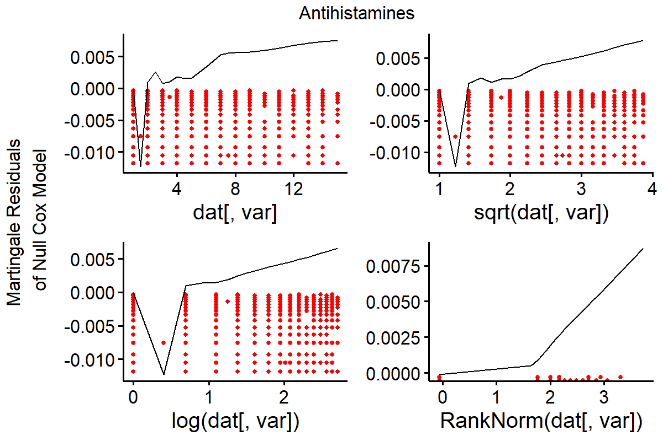 Antihistamines
Martingale Residuals
of Null Cox Model
0.005
0.000
-0.005
-0.010
4 8 12
dat[, var]
0.005
0.000
-0.005
-0.010
1 2 3 4
sqrt(dat[, var])
0.005
0.000
-0.005
-0.010
0 1 2
log(dat[, var])
0.0075
0.0050
0.0025
0.0000
0 1 2 3
RankNorm(dat[, var])